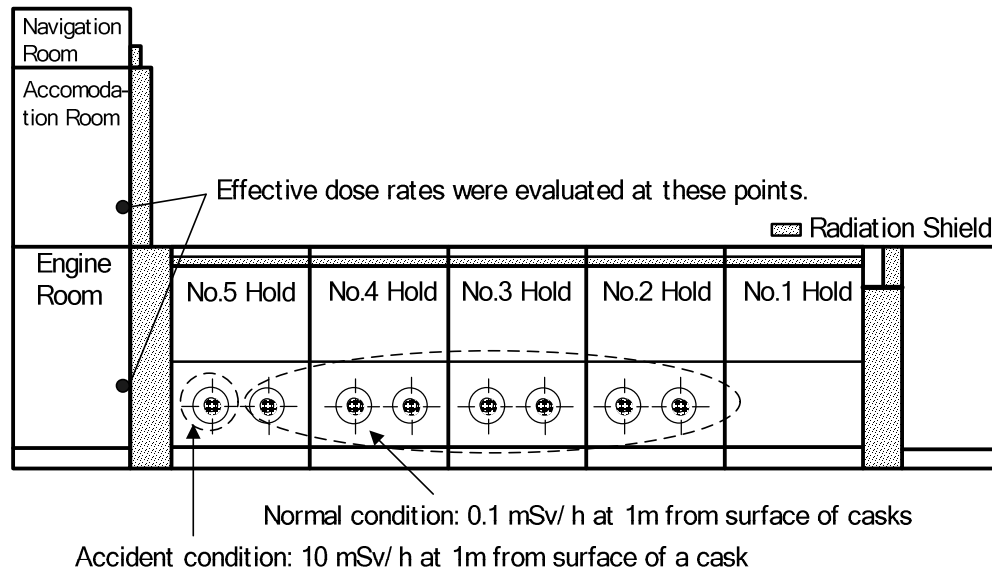 Navigation
Room
Accomoda-
tion Room
Effective dose rates were evaluated at these points.
Radiation Shield
Engine
Room
No.5 Hold
No.4 Hold
No.3 Hold
No.2 Hold
No.1 Hold
Normal condition: 0.1 mSv/ h at 1m from surface of casks
Accident condition: 10 mSv/ h at 1m from surface of a cask